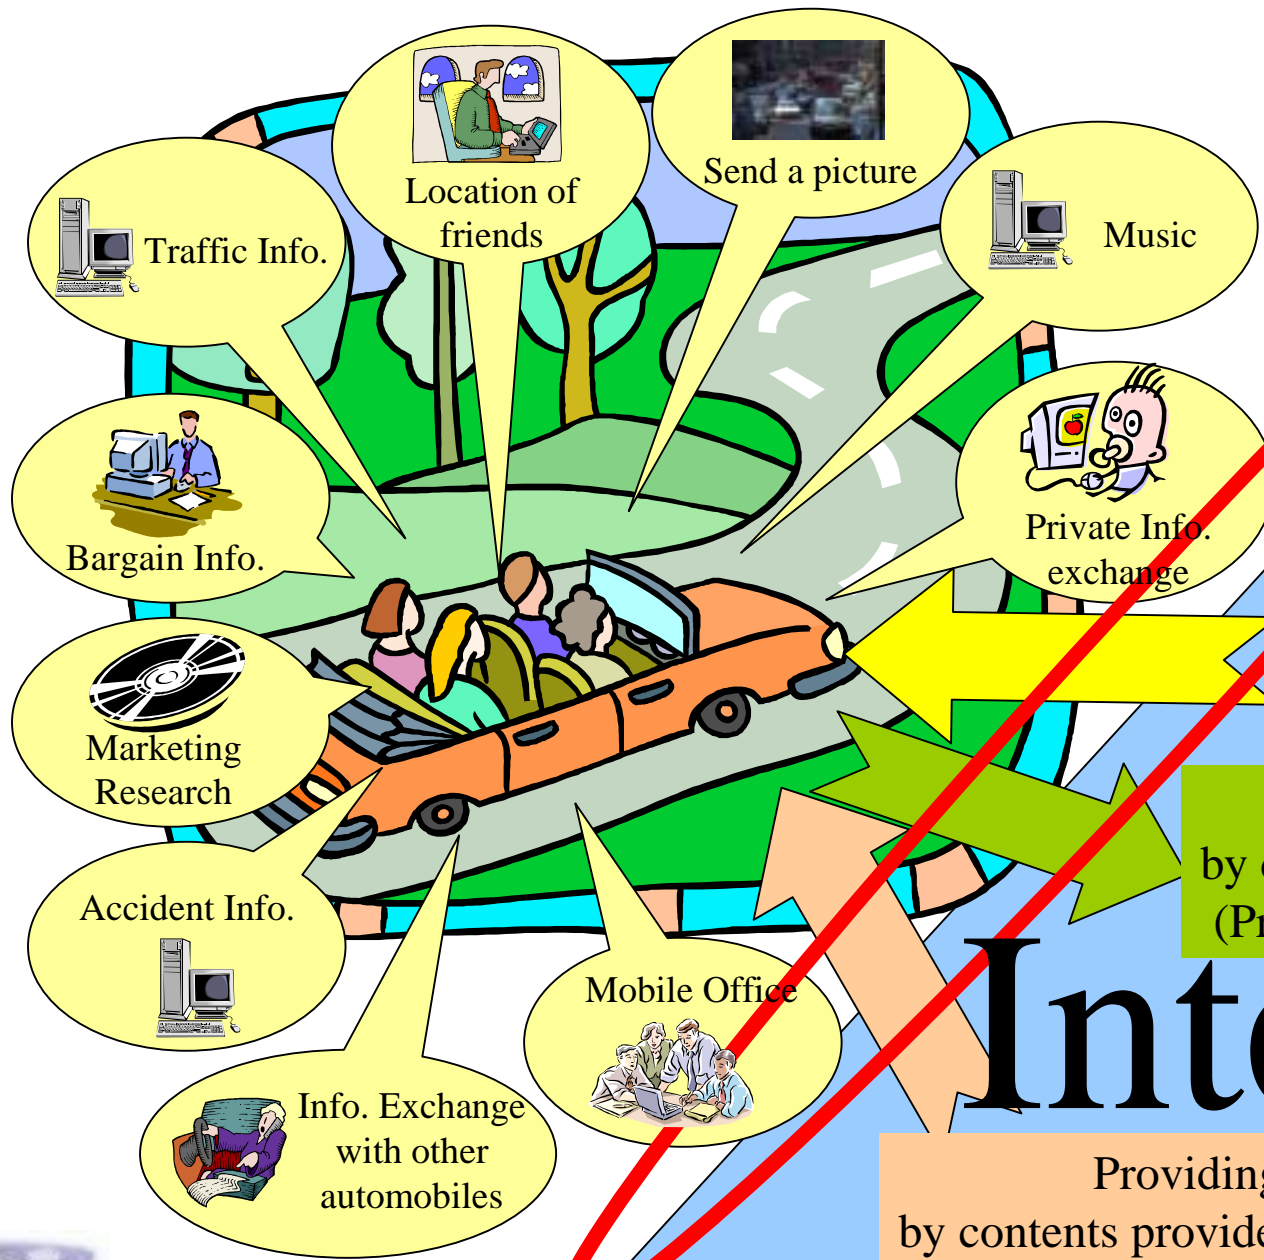 Location of
friends
Send a picture
Traffic Info.
Music
Bargain Info.
Private Info.
exchange
Marketing
Research
Accident Info.
Mobile Office
Info. Exchange
with other
automobiles
by
Providing
by contents